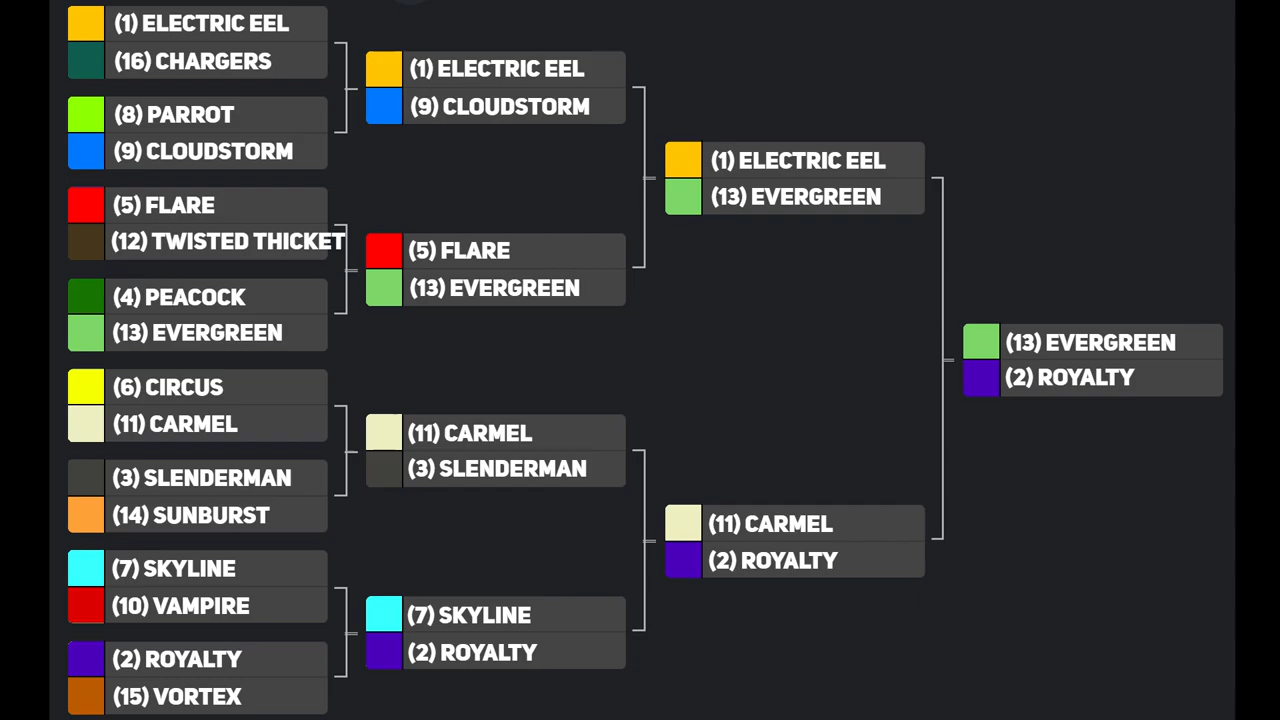 (1) ELECTRIC EEL
(16) CHARGERS
(8) PARROT
(9) CLOUDSTORM
(5) FLARE
(12) TWISTED THICKET
(4) PEACOCK
(13) EVERGREEN
(6) CIRCUS
(11) CARMEL
(3) SLENDERMAN
(14) SUNBURST
(7) SKYLINE
(10) VAMPIRE
(2) ROYALTY
(15) VORTEX
(1) ELECTRIC EEL
(9) CLOUDSTORM
(5) FLARE
(13) EVERGREEN
(11) CARMEL
(3) SLENDERMAN
(7) SKYLINE
(2) ROYALTY
(1) ELECTRIC EEL
(13) EVERGREEN
(11) CARMEL
(2) ROYALTY
(13) EVERGREEN
(2) ROYALTY